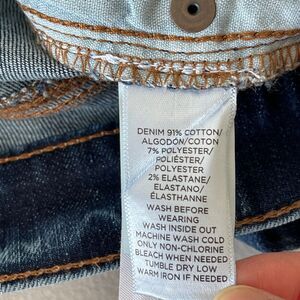 DENIM 91% COTTON/
ALGODÓN/COTON
7% POLYESTER/
POLIÉSTER/
POLYESTER
2% ELASTANE/
ELASTANO/
ÉLASTHANNE
WASH BEFORE
WEARING
WASH INSIDE OUT
MACHINE WASH COLD
ONLY NON-CHLORINE
BLEACH WHEN NEEDED
TUMBLE DRY LOW
WARM IRON IF NEEDED